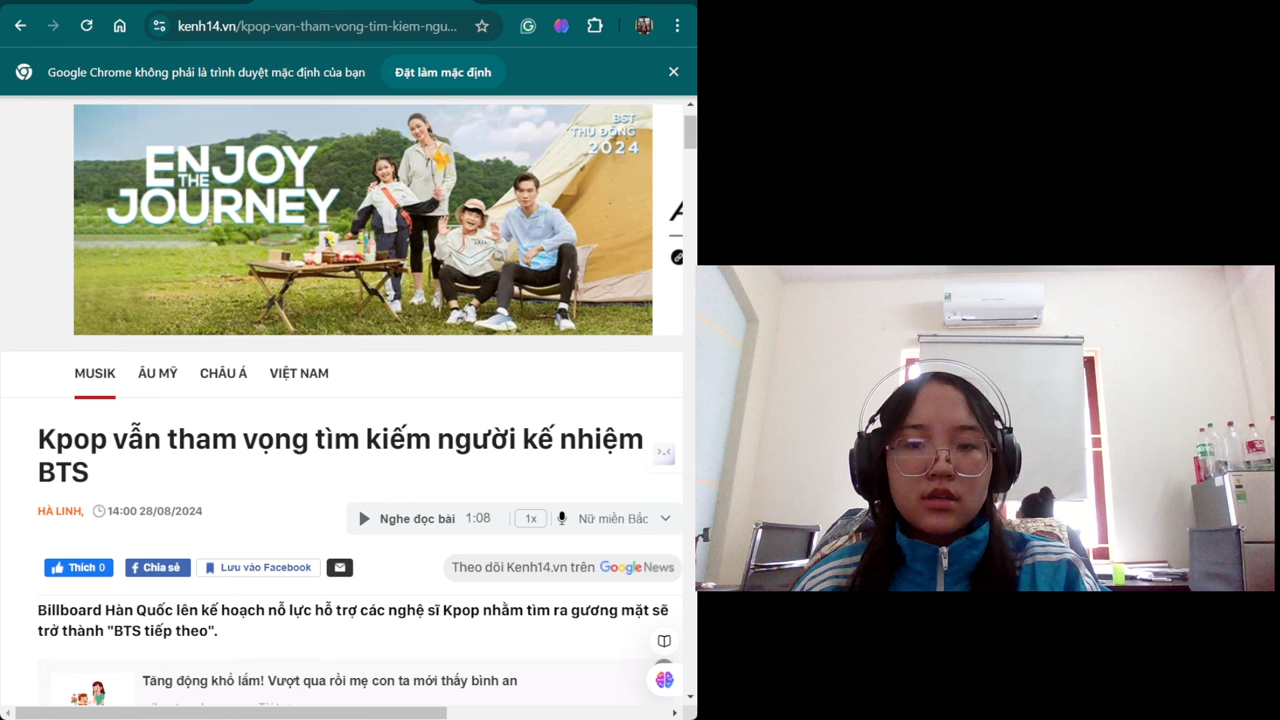 kenh14.vn/kpop-van-tham-vong-tim-kiem-ngu...
Google Chrome không phải là trình duyệt mặc định của bạn
Đặt làm mặc định
ENJOY
THE
JOURNEY
BST
THU ĐÔNG
2024
MUSIK
ÂU MỸ
CHÂU Á
VIỆT NAM
Kpop vẫn tham vọng tìm kiếm người kế nhiệm
BTS
HÀ LINH,
14:00 28/08/2024
Nghe đọc bài
1:08
1x
Nữ miền Bắc
Thích 0
Chia sẻ
Lưu vào Facebook
Theo dõi Kenh14.vn trên Google News
Billboard Hàn Quốc lên kế hoạch nỗ lực hỗ trợ các nghệ sĩ Kpop nhằm tìm ra gương mặt sẽ
trở thành "BTS tiếp theo".
Tăng động khổ lắm! Vượt qua rồi mẹ con ta mới thấy bình an